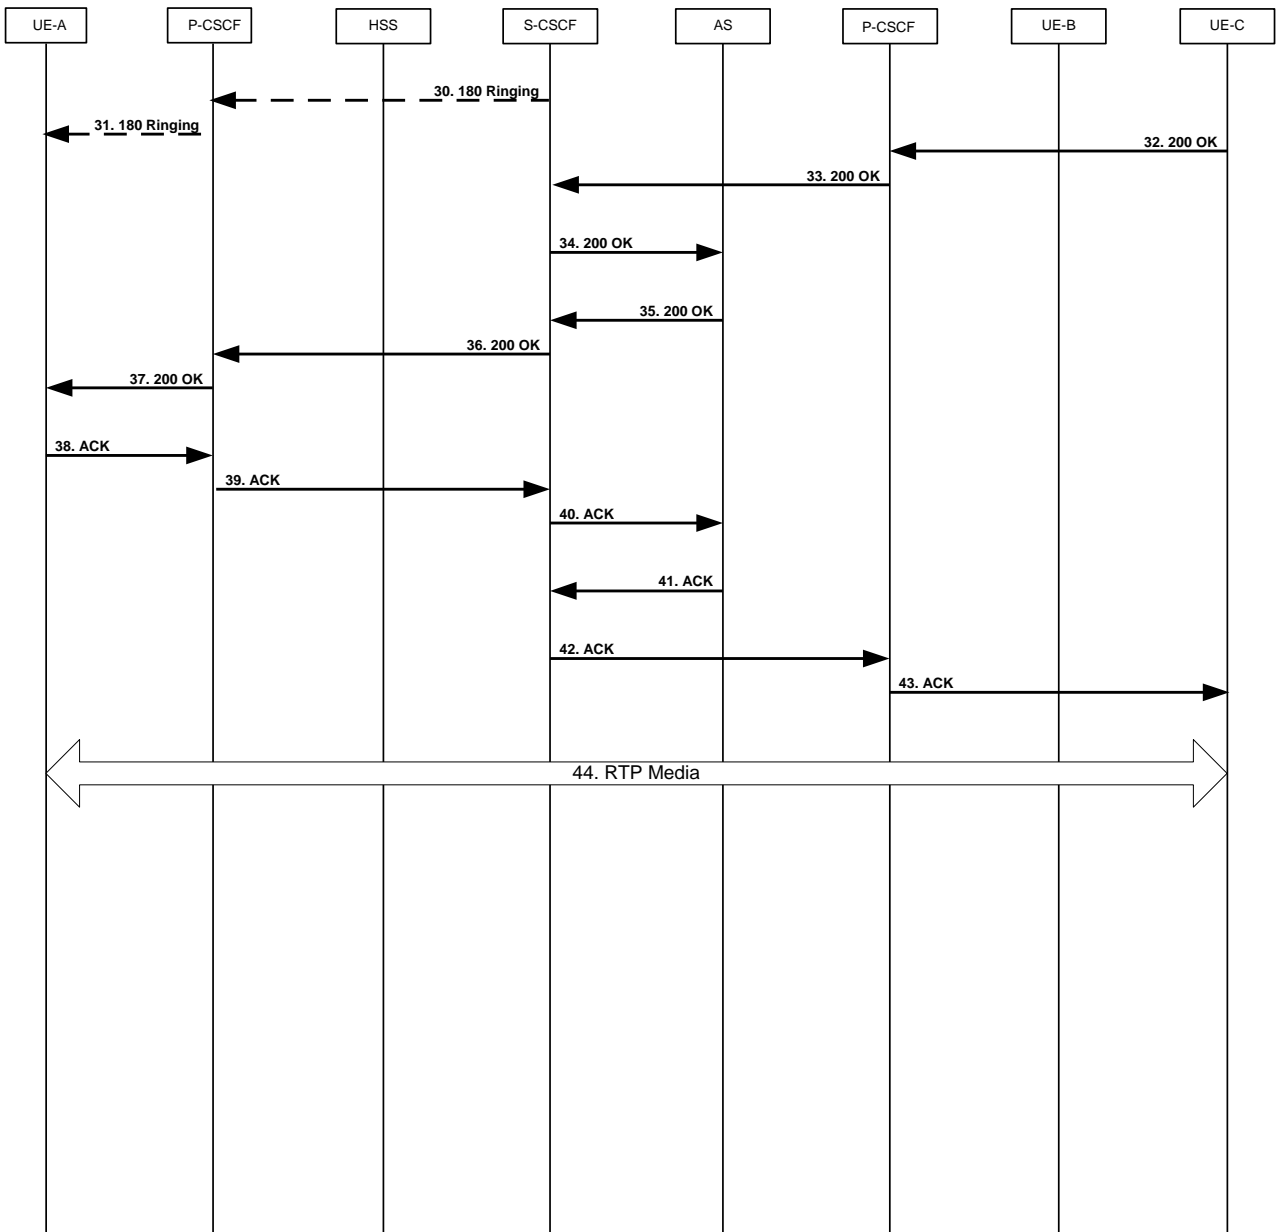 UE-A
P-CSCF
HSS
S-CSCF
AS
P-CSCF
UE-B
UE-C
30. 180 Ringing
31. 180 Ringing
32. 200 OK
33. 200 OK
34. 200 OK
35. 200 OK
36. 200 OK
37. 200 OK
38. ACK
39. ACK
40. ACK
41. ACK
42. ACK
43. ACK
44. RTP Media